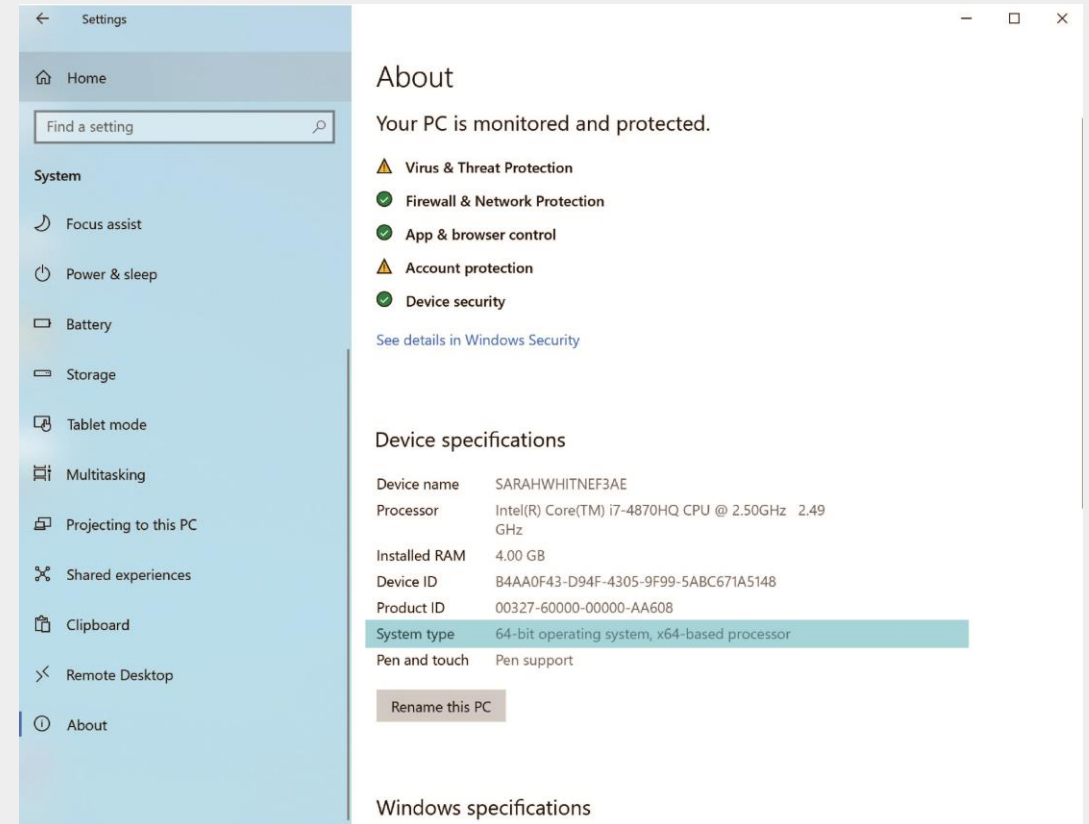 Settings
Home
Find a setting
System
Focus assist
Power & sleep
Battery
Storage
Tablet mode
Multitasking
Projecting to this PC
Shared experiences
Clipboard
Remote Desktop
About
About
Your PC is monitored and protected.
Virus & Threat Protection
Firewall & Network Protection
App & browser control
Account protection
Device security
See details in Windows Security
Device specifications
Device name SARAHWHITNEF3AE
Processor Intel(R) Core(TM) i7-4870HQ CPU @ 2.50GHz 2.49
GHz
Installed RAM 4.00 GB
Device ID B4AA0F43-D94F-4305-9F99-5ABC671A5148
Product ID 00327-60000-00000-AA608
System type 64-bit operating system, x64-based processor
Pen and touch Pen support
Rename this PC
Windows specifications